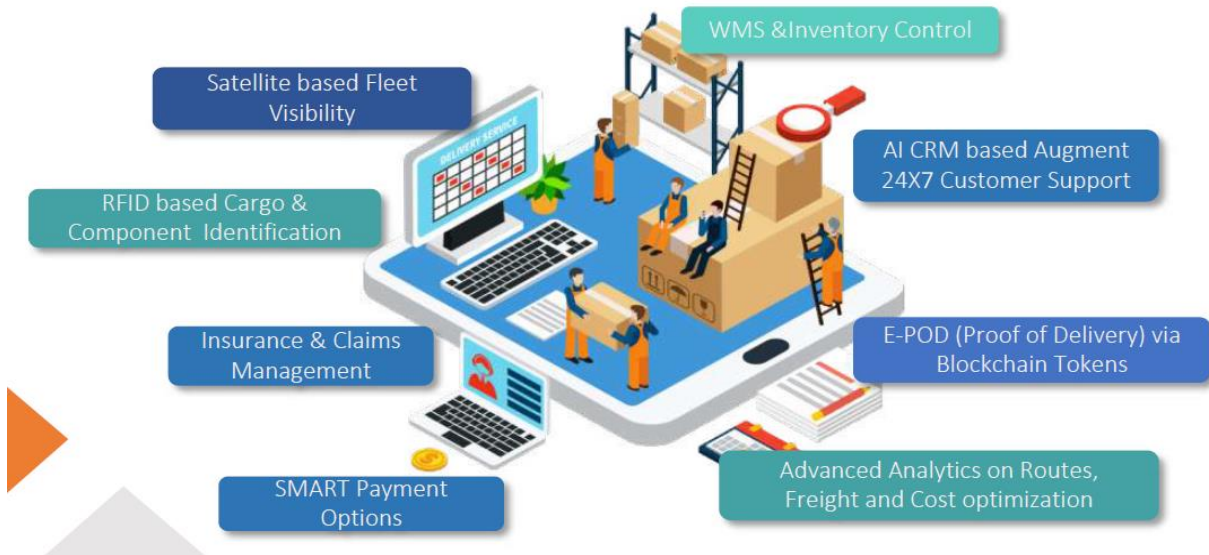 WMS &Inventory Control
Satellite based Fleet
Visibility
DELIVERY SERVICE
AI CRM based Augment
24X7 Customer Support
RFID based Cargo &
Component Identification
Insurance & Claims
Management
E-POD (Proof of Delivery) via
Blockchain Tokens
SMART Payment
Options
Advanced Analytics on Routes,
Freight and Cost optimization